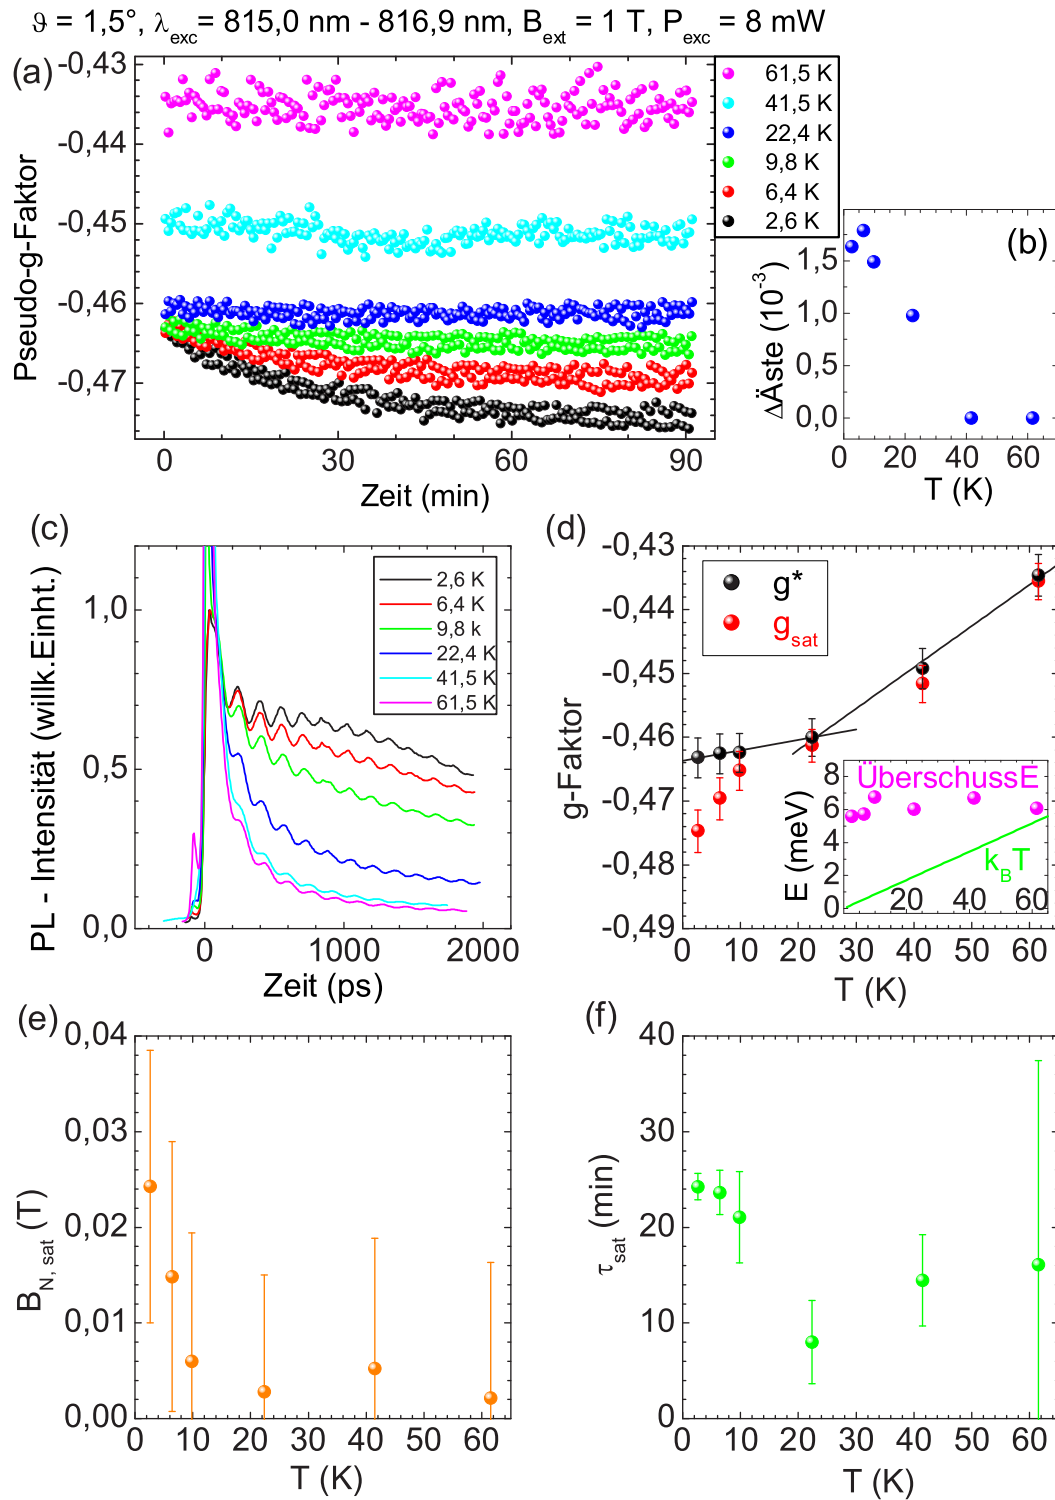 ϑ = 1,5°, λexc= 815,0 nm - 816,9 nm, Bext = 1 T, Pexc = 8 mW
(a)
-0,43
-0,44
-0,45
-0,46
-0,47
Pseudo-g-Faktor
0 30 60 90
Zeit (min)
61,5 K
41,5 K
22,4 K
9,8 K
6,4 K
2,6 K
(b)
1,5
1,0
0,5
0,0
ΔÄste (10-3)
0 20 40 60
T (K)
(c)
1,0
0,5
0,0
PL - Intensität (willk.Einht.)
0 1000 2000
Zeit (ps)
2,6 K
6,4 K
9,8 k
22,4 K
41,5 K
61,5 K
(d)
-0,43
-0,44
-0,45
-0,46
-0,47
-0,48
-0,49
g-Faktor
g*
gsat
0 10 20 30 40 50 60
T (K)
8
6
4
2
0
E (meV)
ÜberschussE
kBT
0 20 40 60
(e)
0,04
0,03
0,02
0,01
0,00
BN, sat (T)
0 10 20 30 40 50 60
T (K)
(f)
40
30
20
10
0
τsat (min)
0 10 20 30 40 50 60
T (K)